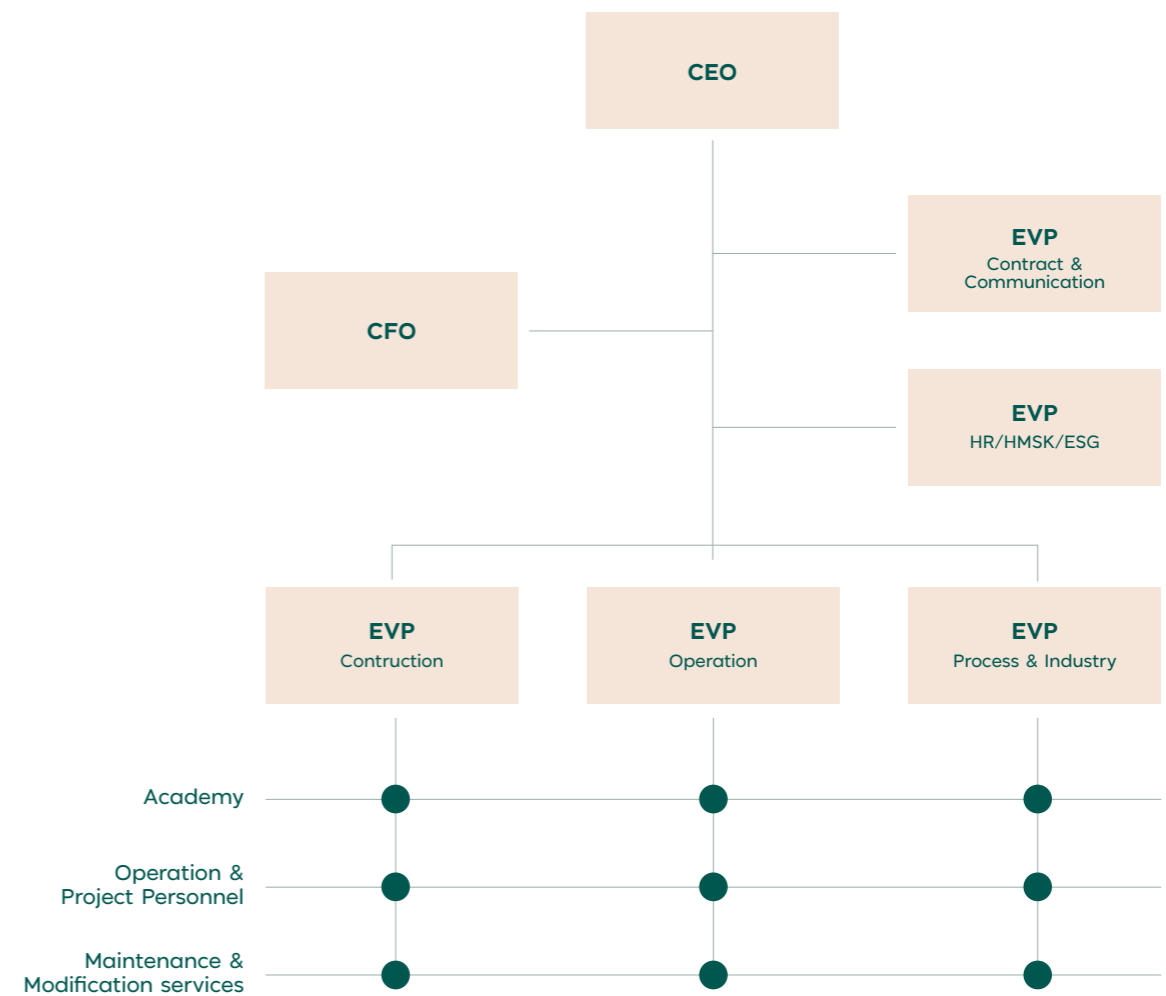 CEO
EVP
Contract &
Communication
CFO
EVP
HR/HMSK/ESG
EVP
Contruction
EVP
Operation
EVP
Process & Industry
Academy
Operation &
Project Personnel
Maintenance &
Modification services